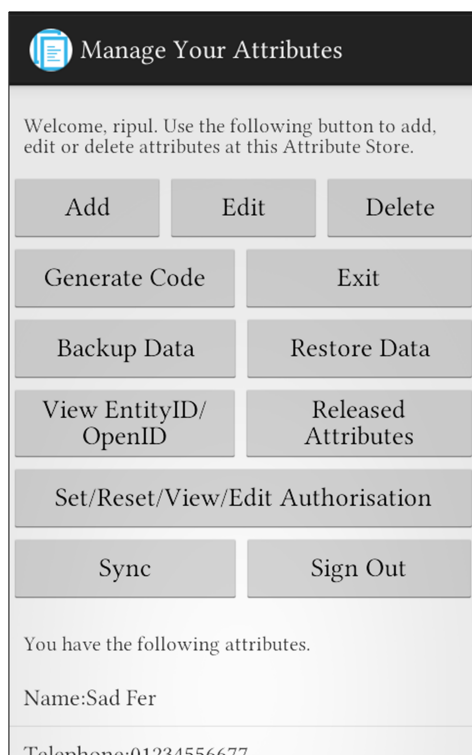 Manage Your Attributes
Welcome, ripul. Use the following button to add,
edit or delete attributes at this Attribute Store.
Add Edit Delete
Generate Code Exit
Backup Data Restore Data
View EntityID/
OpenID
Released
Attributes
Set/Reset/View/Edit Authorisation
Sync Sign Out
You have the following attributes.
Name:Sad Fer
Telephone:01234556677